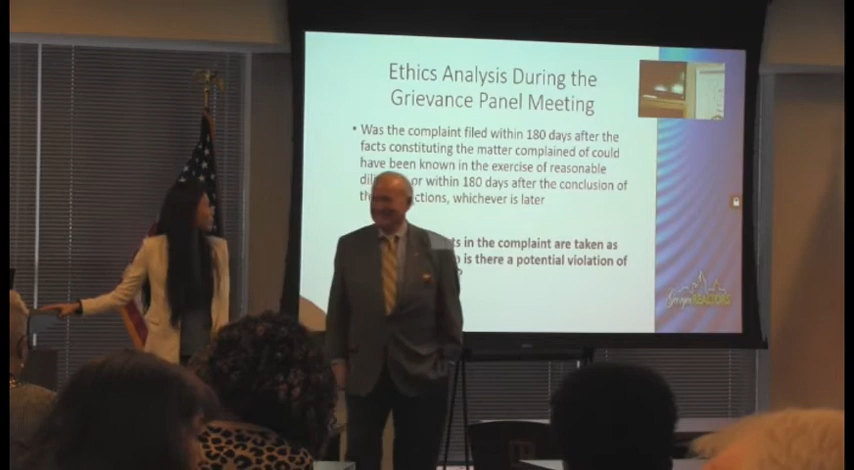 Ethics Analysis During the
Grievance Panel Meeting
• Was the complaint filed within 180 days after the
facts constituting the matter complained of could
have been known in the exercise of reasonable
or within 180 days after the conclusion of
whichever is later
in the complaint are taken as
is there a potential violation of
Georgia REALTORS